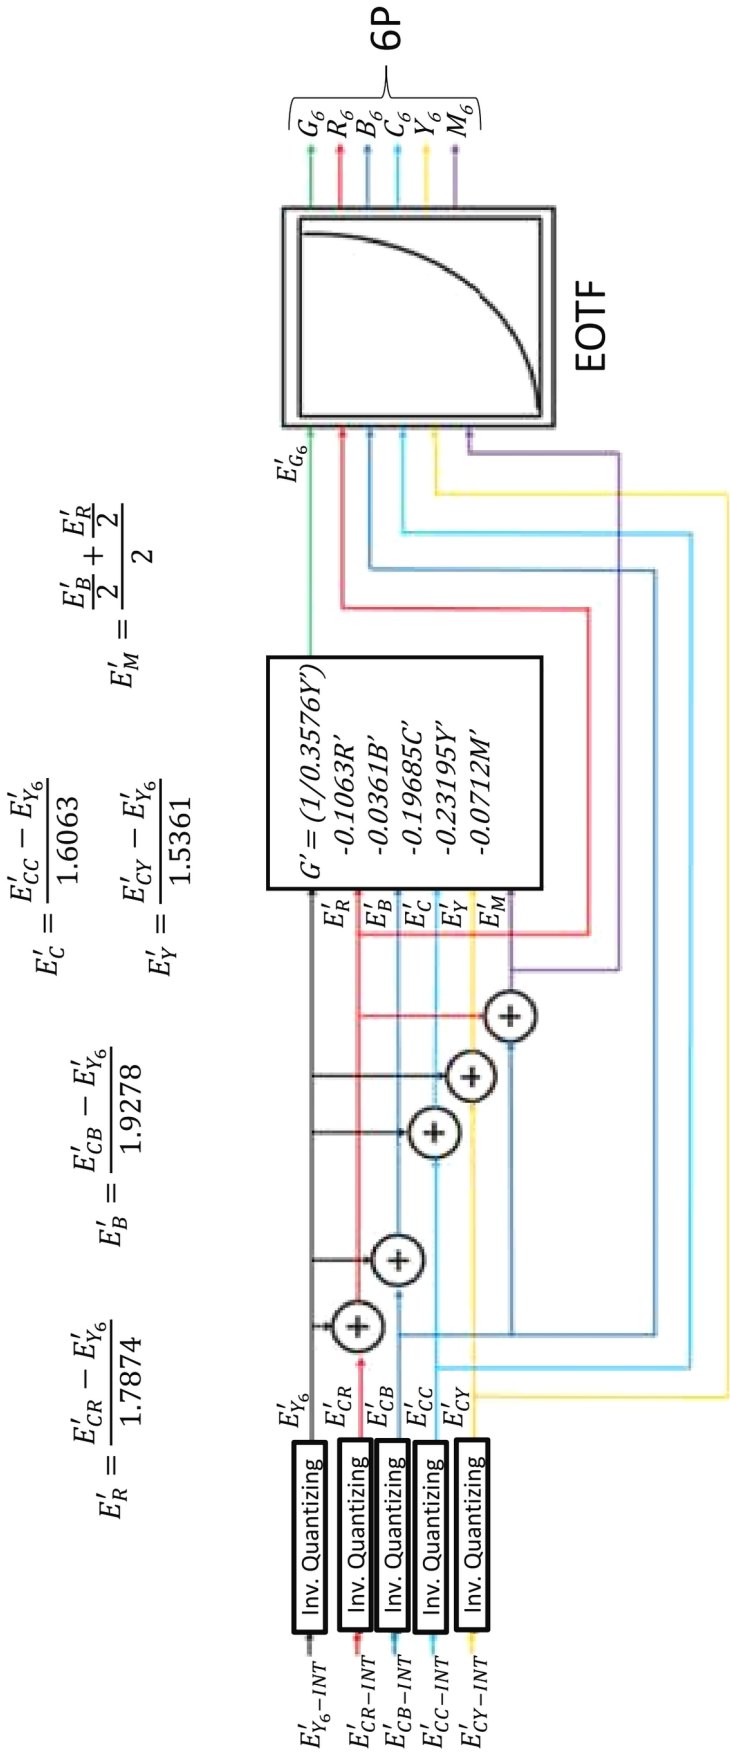 E'_R = (E'_CR − E'_Y6) / 1.7874
E'_B = (E'_CB − E'_Y6) / 1.9278
E'_C = (E'_CC − E'_Y6) / 1.6063
E'_Y = (E'_CY − E'_Y6) / 1.5361
E'_M = (E'_B / 2 + E'_R / 2) / 2
E'_Y6−INT
Inv. Quantizing
E'_Y6
E'_CR−INT
Inv. Quantizing
E'_CR
E'_CB−INT
Inv. Quantizing
E'_CB
E'_CC−INT
Inv. Quantizing
E'_CC
E'_CY−INT
Inv. Quantizing
E'_CY
+
+
+
+
+
E'_R
E'_B
E'_C
E'_Y
E'_M
G' = (1/0.3576Y')
-0.1063R'
-0.0361B'
-0.19685C'
-0.23195Y'
-0.0712M'
E'_G6
EOTF
G_6
R_6
B_6
C_6
Y_6
M_6
6P